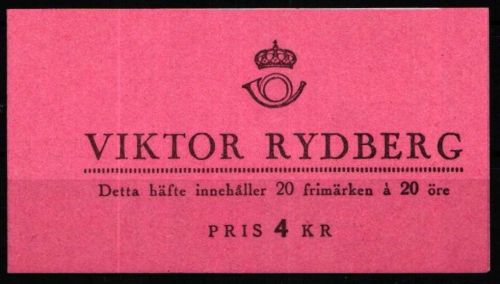 VIKTOR RYDBERG
Detta häfte innehåller 20 frimärken à 20 öre
PRIS 4 KR